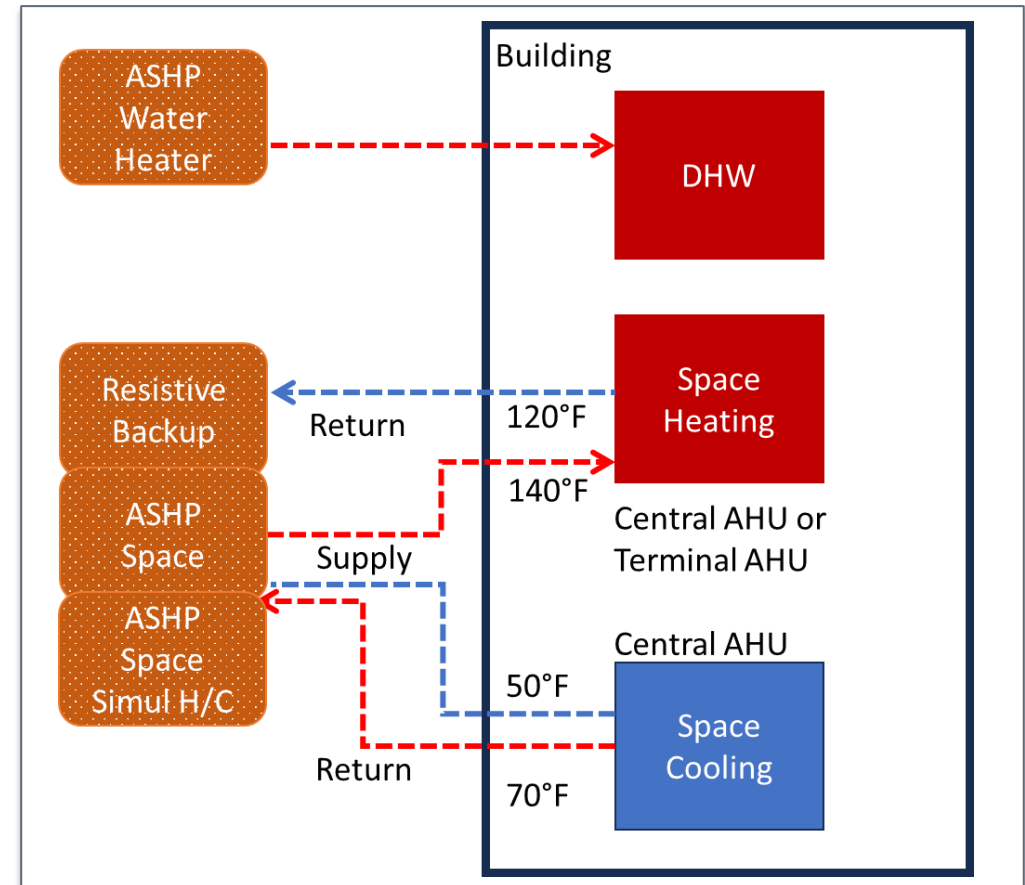 Building
ASHP
Water
Heater
DHW
Resistive
Backup
Return
120°F
Space
Heating
140°F
ASHP
Space
Supply
Central AHU or
Terminal AHU
ASHP
Space
Simul H/C
Central AHU
50°F
Space
Cooling
Return
70°F